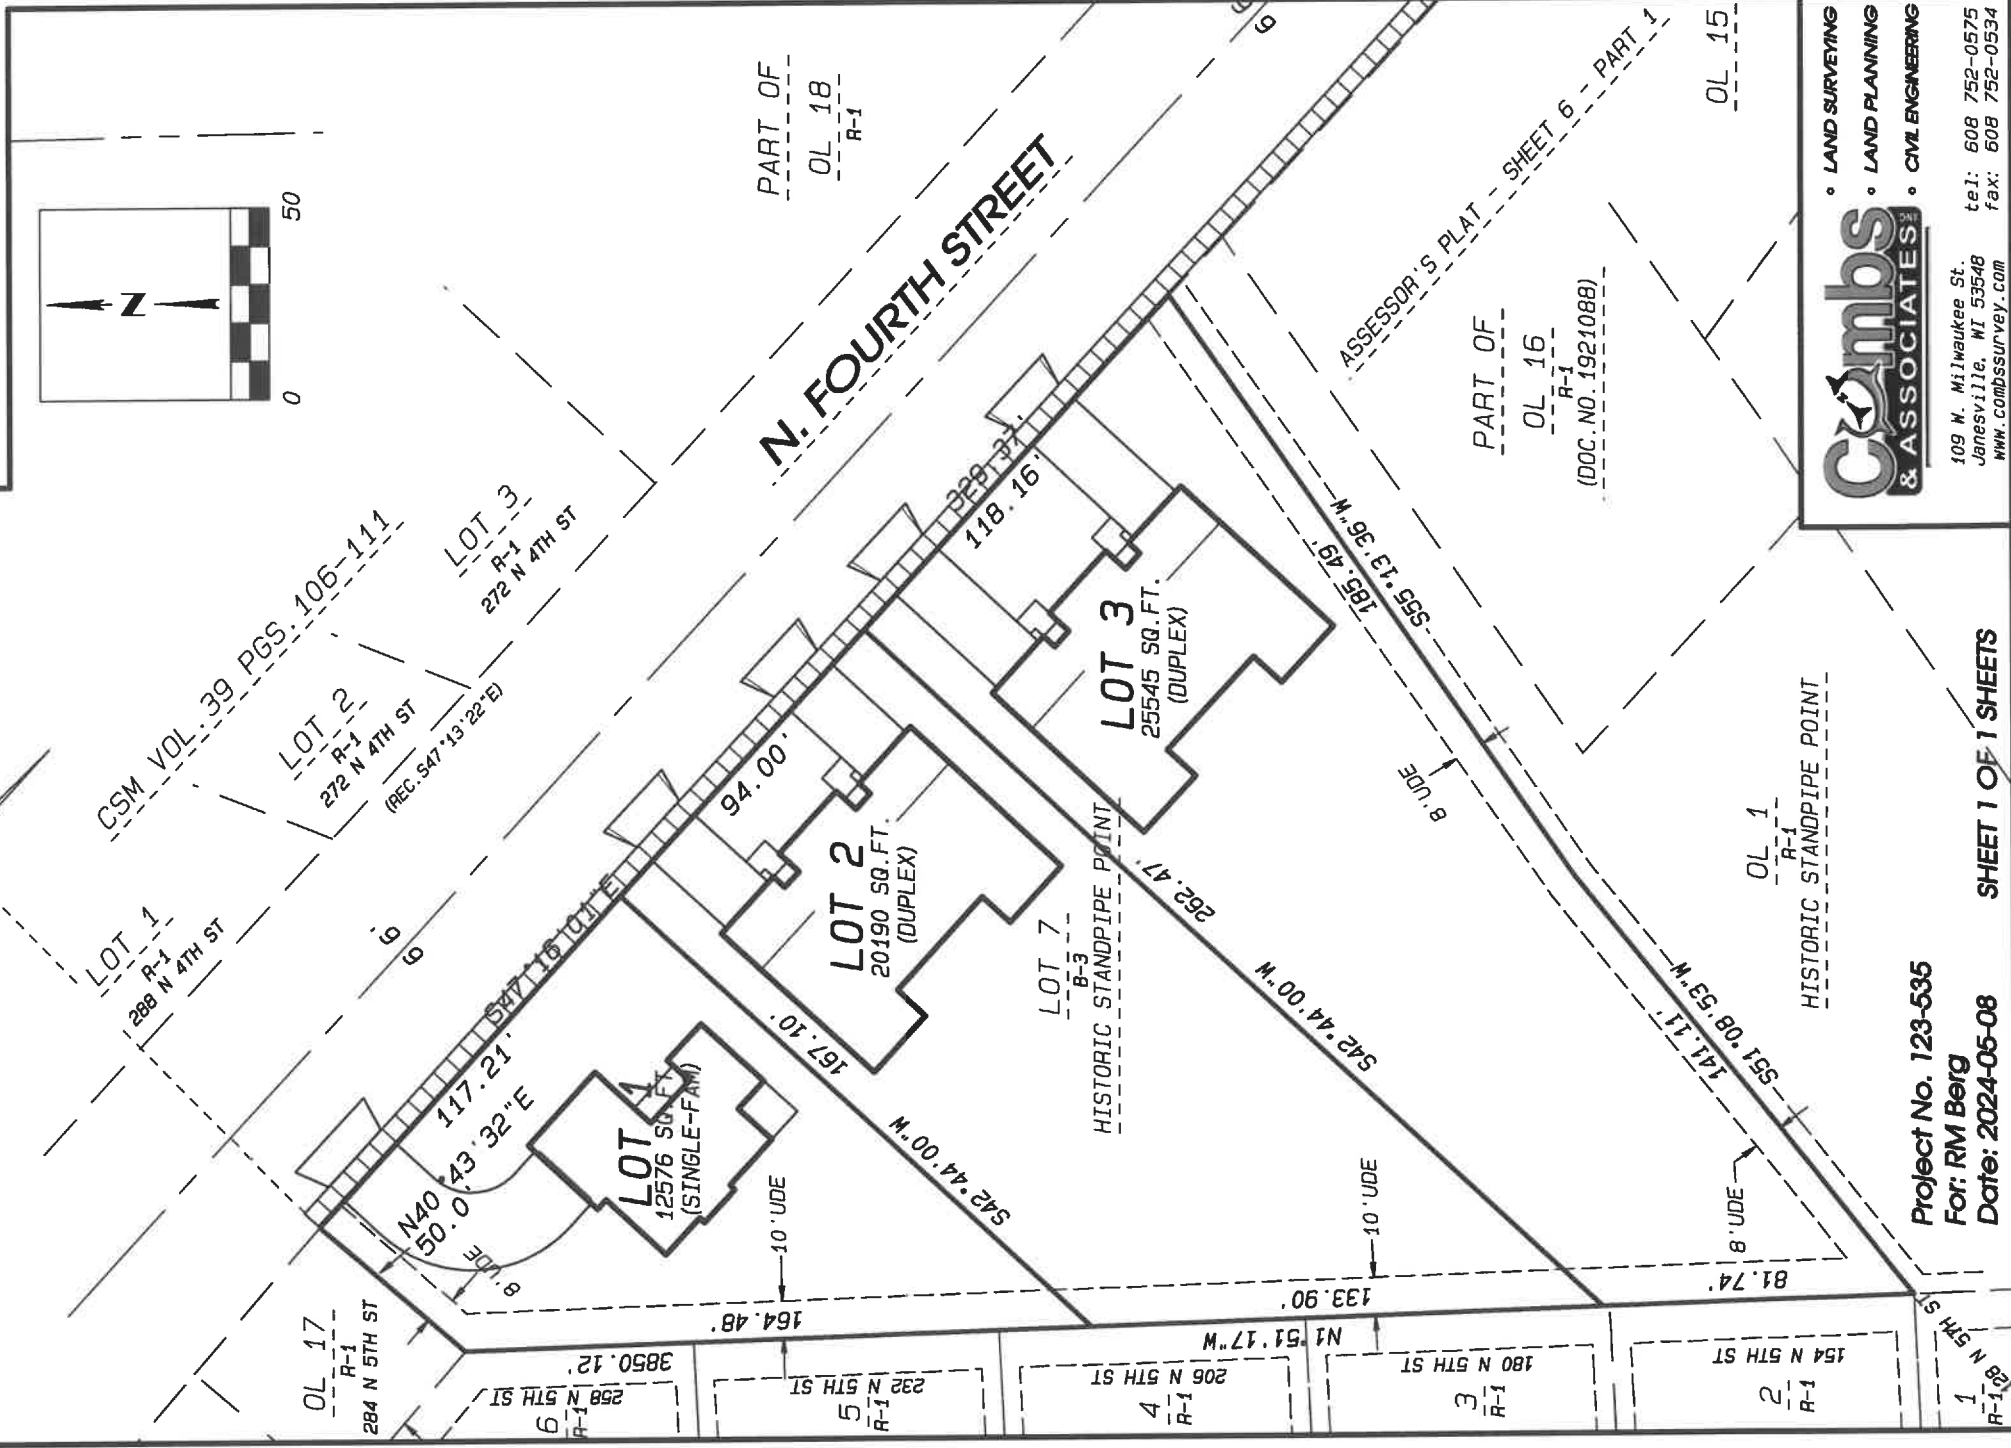 N
0 50
CSM VOL. 39 PGS. 106-111
LOT 1
R-1
288 N 4TH ST
LOT 2
R-1
272 N 4TH ST
(REC. S47°13'22"E)
LOT 3
R-1
272 N 4TH ST
PART OF
OL 18
R-1
N. FOURTH STREET
66'
S47°16'01"E
329.37'
117.21'
94.00'
118.16'
N40°43'32"E
50.0'
8'UDE
LOT 1
12576 SQ.FT.
(SINGLE-FAM)
LOT 2
20190 SQ.FT.
(DUPLEX)
LOT 3
25545 SQ.FT.
(DUPLEX)
167.10'
S42°44'00"W
262.47'
S42°44'00"W
185.49'
S55°13'36"W
141.11'
S51°08'53"W
8'UDE
8'UDE
10'UDE
10'UDE
164.48'
133.90'
81.74'
3850.12'
N1°51'17"W
LOT 7
B-3
HISTORIC STANDPIPE POINT
OL 17
R-1
284 N 5TH ST
6
R-1
258 N 5TH ST
5
R-1
232 N 5TH ST
4
R-1
206 N 5TH ST
3
R-1
180 N 5TH ST
2
R-1
154 N 5TH ST
1
R-1
128 N 5TH ST
ASSESSOR'S PLAT - SHEET 6 - PART 1
OL 15
PART OF
OL 16
R-1
(DOC.NO.1921088)
OL 1
R-1
HISTORIC STANDPIPE POINT
Project No. 123-535
For: RM Berg
Date: 2024-05-08
SHEET 1 OF 1 SHEETS
Combs
& ASSOCIATES INC
• LAND SURVEYING
• LAND PLANNING
• CIVIL ENGINEERING
109 W. Milwaukee St.
Janesville, WI 53548
www.combssurvey.com
tel: 608 752-0575
fax: 608 752-0534